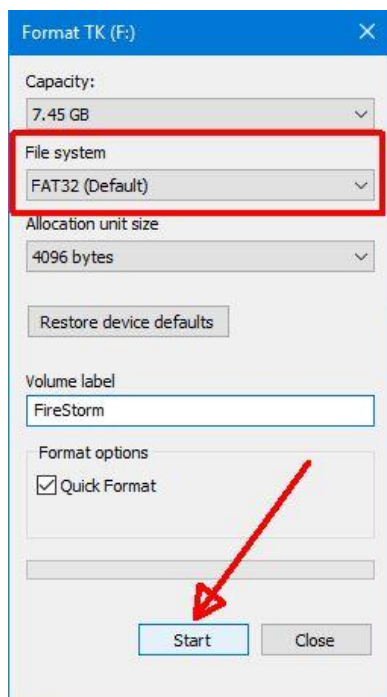 Format TK (F:)
Capacity:
7.45 GB
File system
FAT32 (Default)
Allocation unit size
4096 bytes
Restore device defaults
Volume label
FireStorm
Format options
Quick Format
Start Close